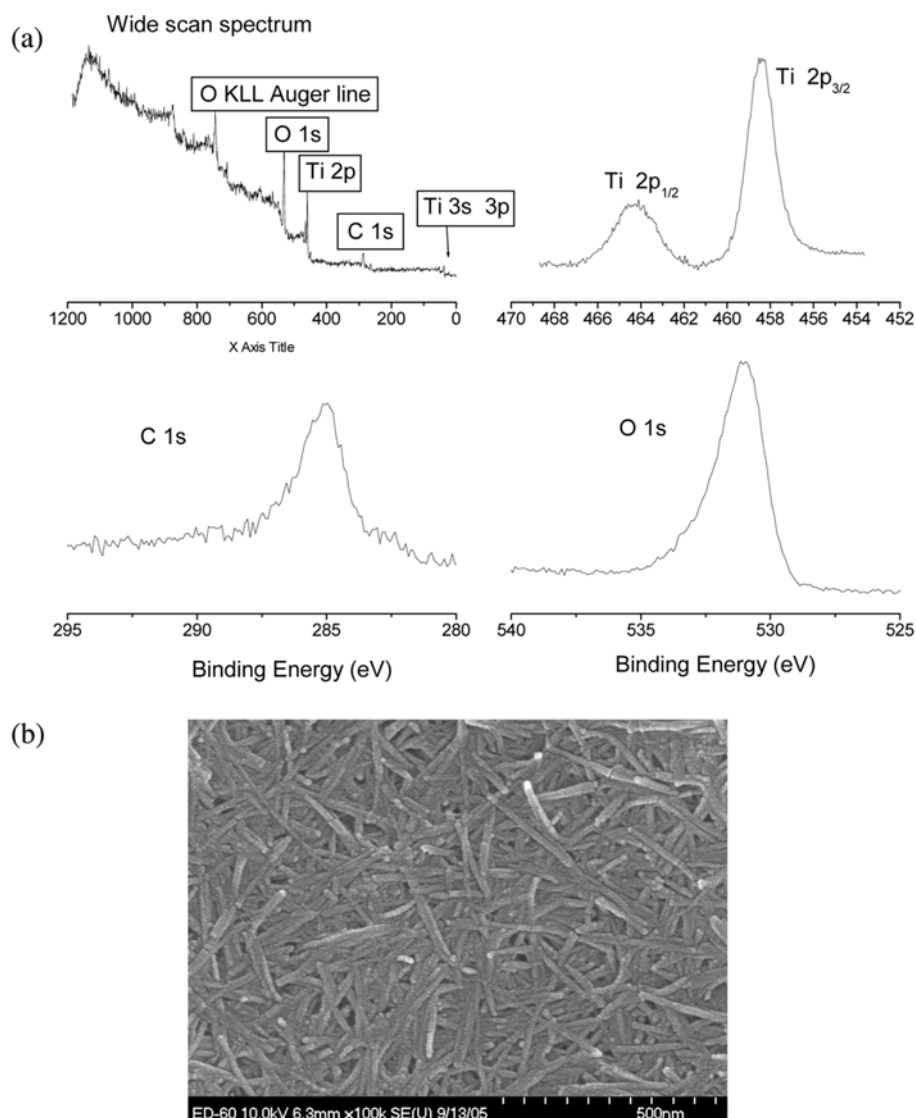 (a)
Wide scan spectrum
O KLL Auger line
O 1s
Ti 2p
C 1s
Ti 3s 3p
1200 1000 800 600 400 200 0
X Axis Title
Ti 2p3/2
Ti 2p1/2
470 468 466 464 462 460 458 456 454 452
C 1s
295 290 285 280
Binding Energy (eV)
O 1s
540 535 530 525
Binding Energy (eV)
(b)
ED-60 10.0kV 6.3mm x100k SE(U) 9/13/05 500nm